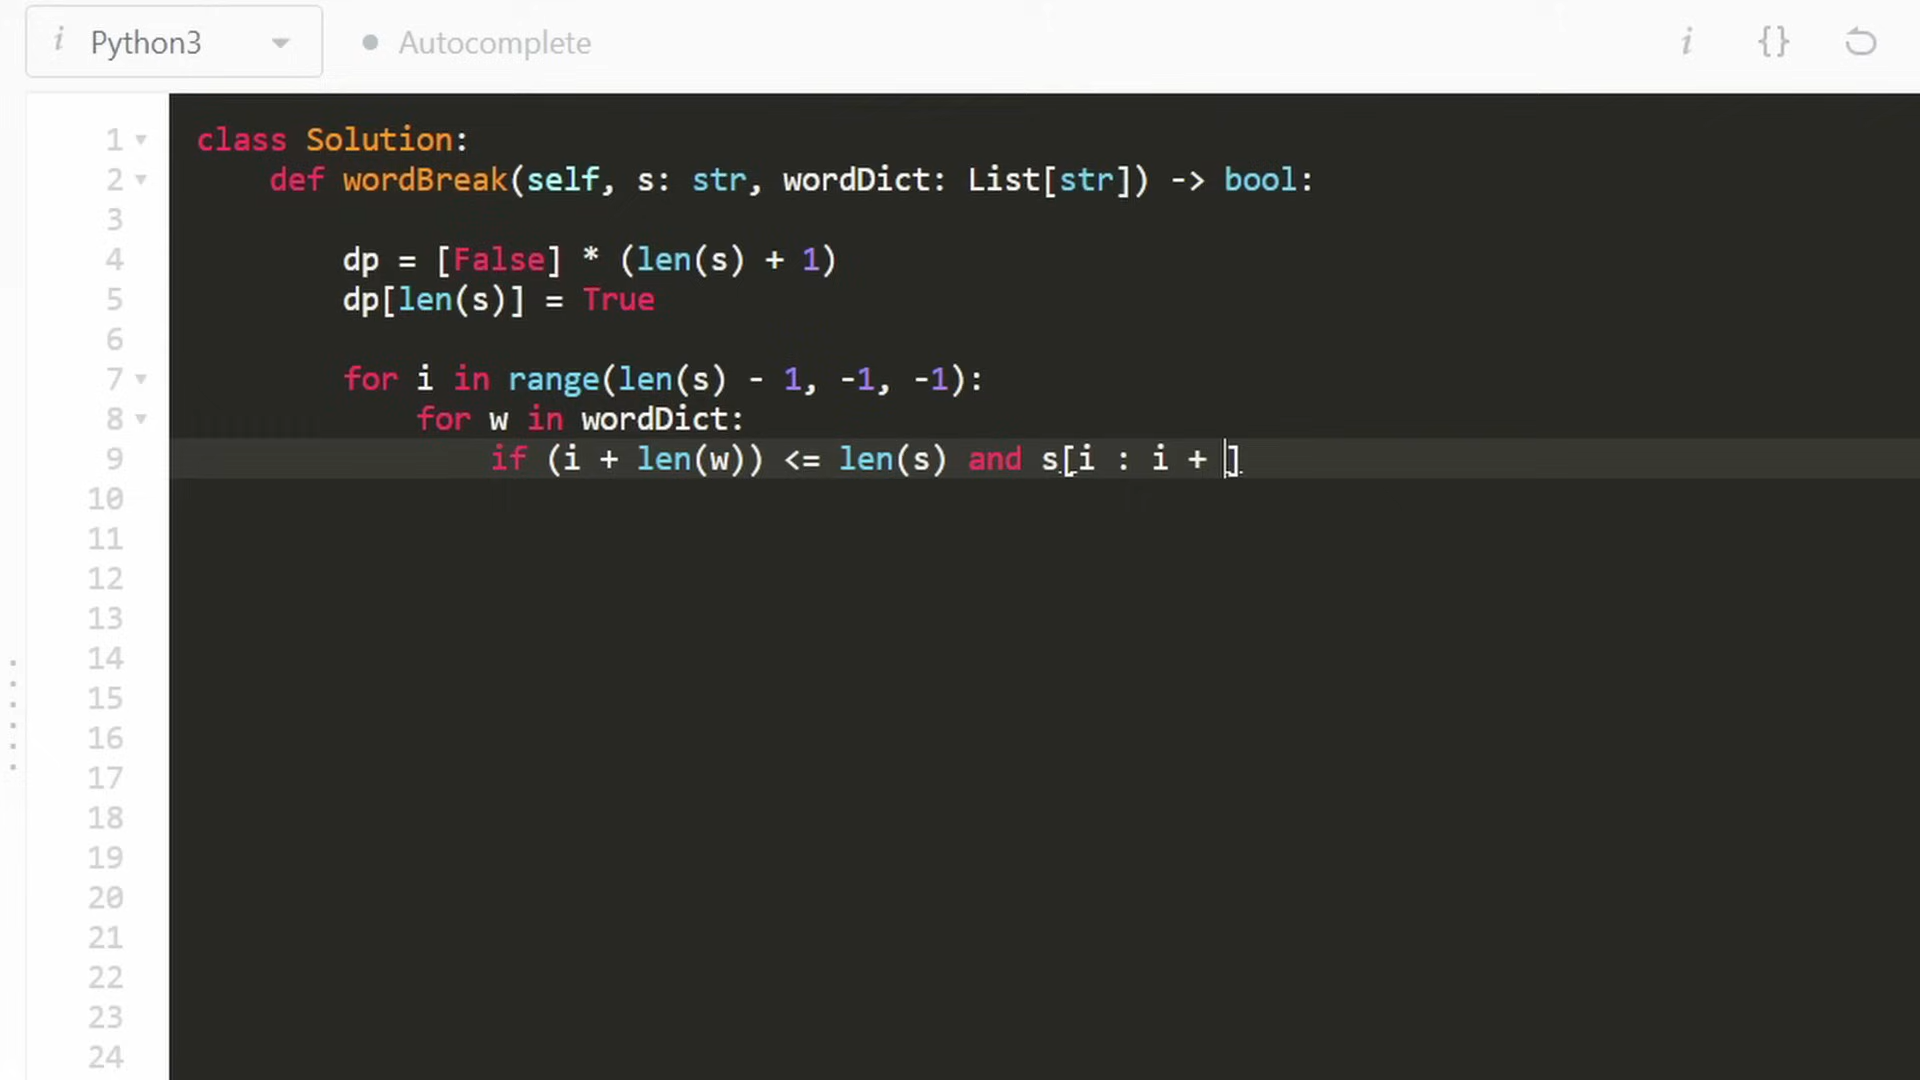 i Python3 Autocomplete i {}
1 class Solution:
2 def wordBreak(self, s: str, wordDict: List[str]) -> bool:
3
4 dp = [False] * (len(s) + 1)
5 dp[len(s)] = True
6
7 for i in range(len(s) - 1, -1, -1):
8 for w in wordDict:
9 if (i + len(w)) <= len(s) and s[i : i + ]
10
11
12
13
14
15
16
17
18
19
20
21
22
23
24